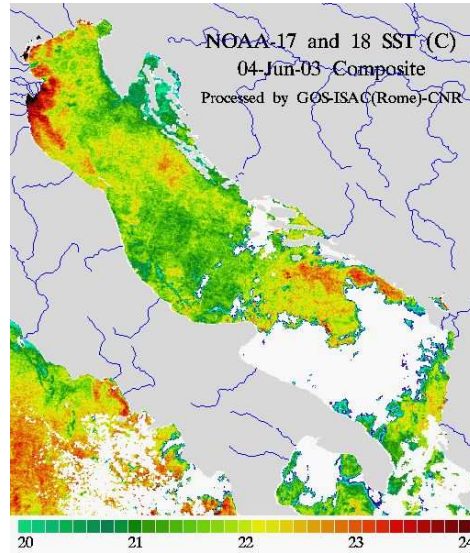 NOAA-17 and 18 SST (C)
04-Jun-03 Composite
Processed by GOS-ISAC(Rome)-CNR
20 21 22 23 24